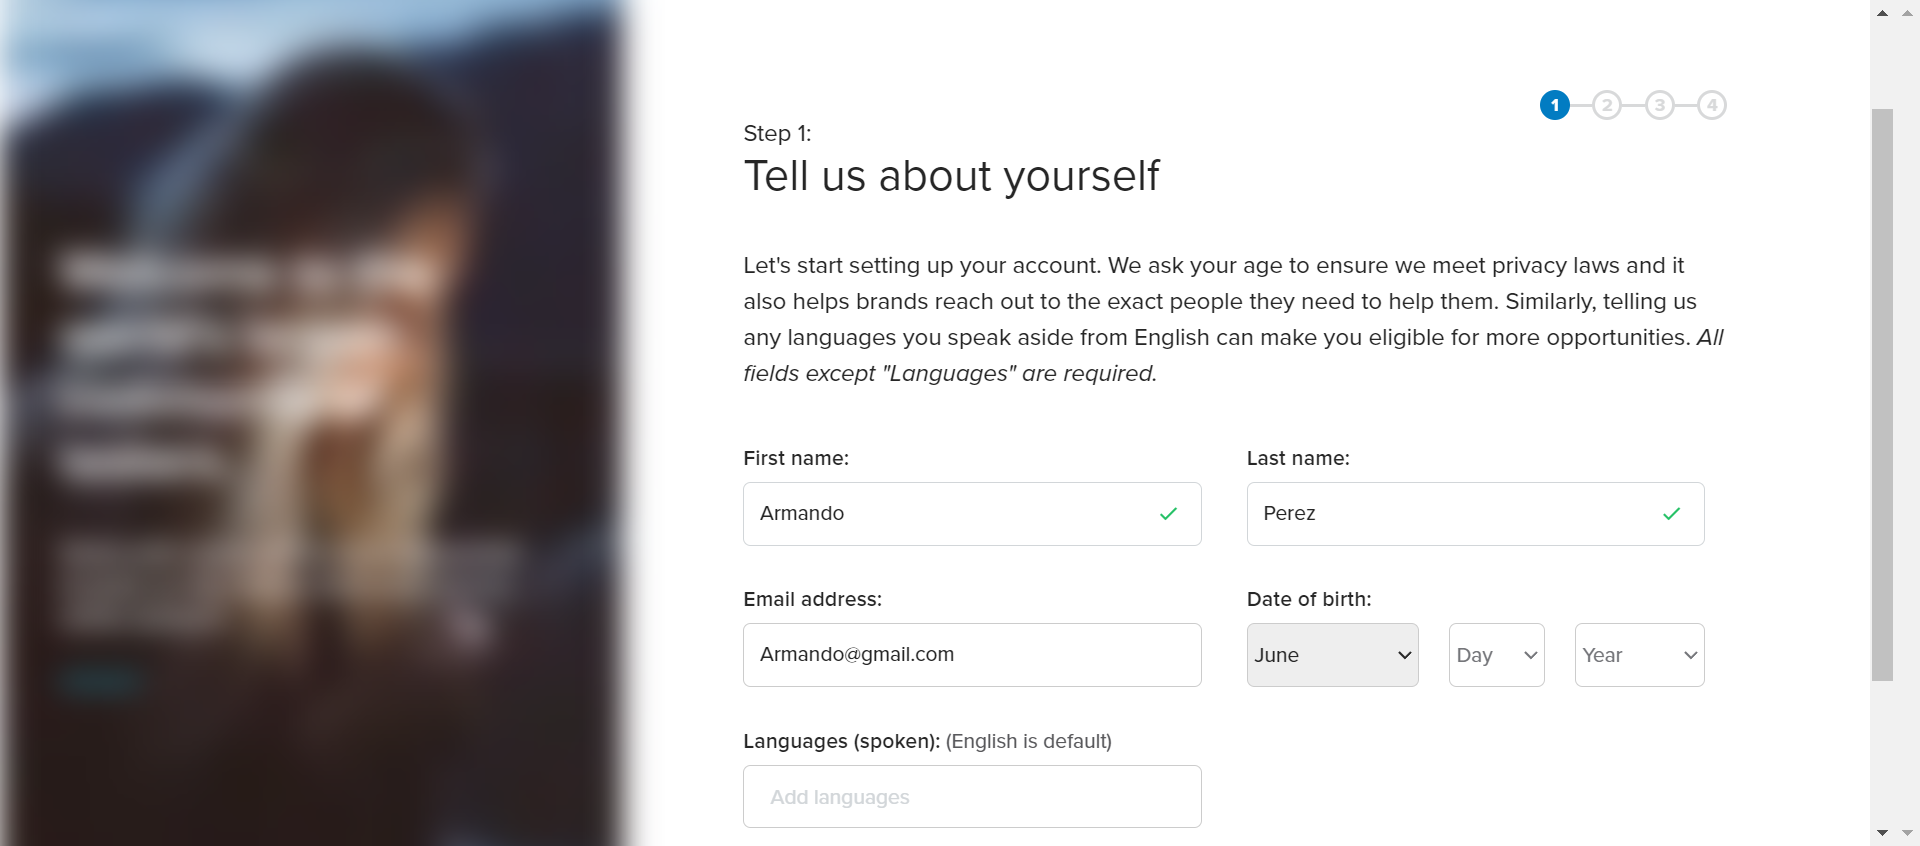 1 2 3 4
Step 1:
Tell us about yourself
Let's start setting up your account. We ask your age to ensure we meet privacy laws and it
also helps brands reach out to the exact people they need to help them. Similarly, telling us
any languages you speak aside from English can make you eligible for more opportunities. All
fields except "Languages" are required.
First name:
Last name:
Armando
Perez
Email address:
Date of birth:
Armando@gmail.com
June
Day
Year
Languages (spoken): (English is default)
Add languages